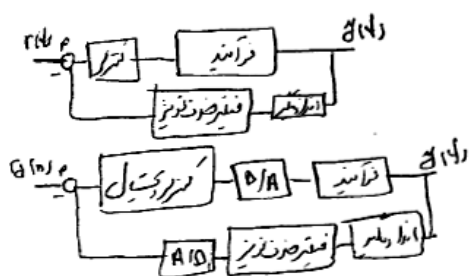 r(t) کنترلر فرآیند y(t)
فیلتر ضد نویز اندازه‌گیر
r(n) کنترلر دیجیتال D/A فرآیند y(t)
A/D فیلتر ضد نویز اندازه‌گیر